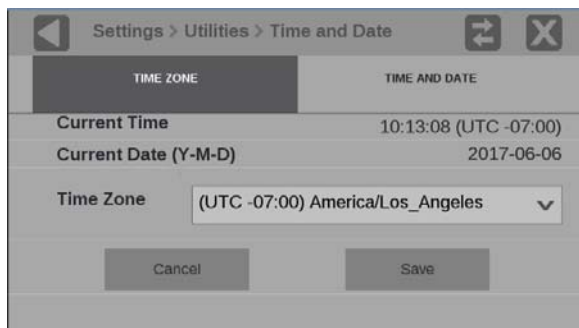 Settings > Utilities > Time and Date
TIME ZONE
TIME AND DATE
Current Time 10:13:08 (UTC -07:00)
Current Date (Y-M-D) 2017-06-06
Time Zone (UTC -07:00) America/Los_Angeles
Cancel Save